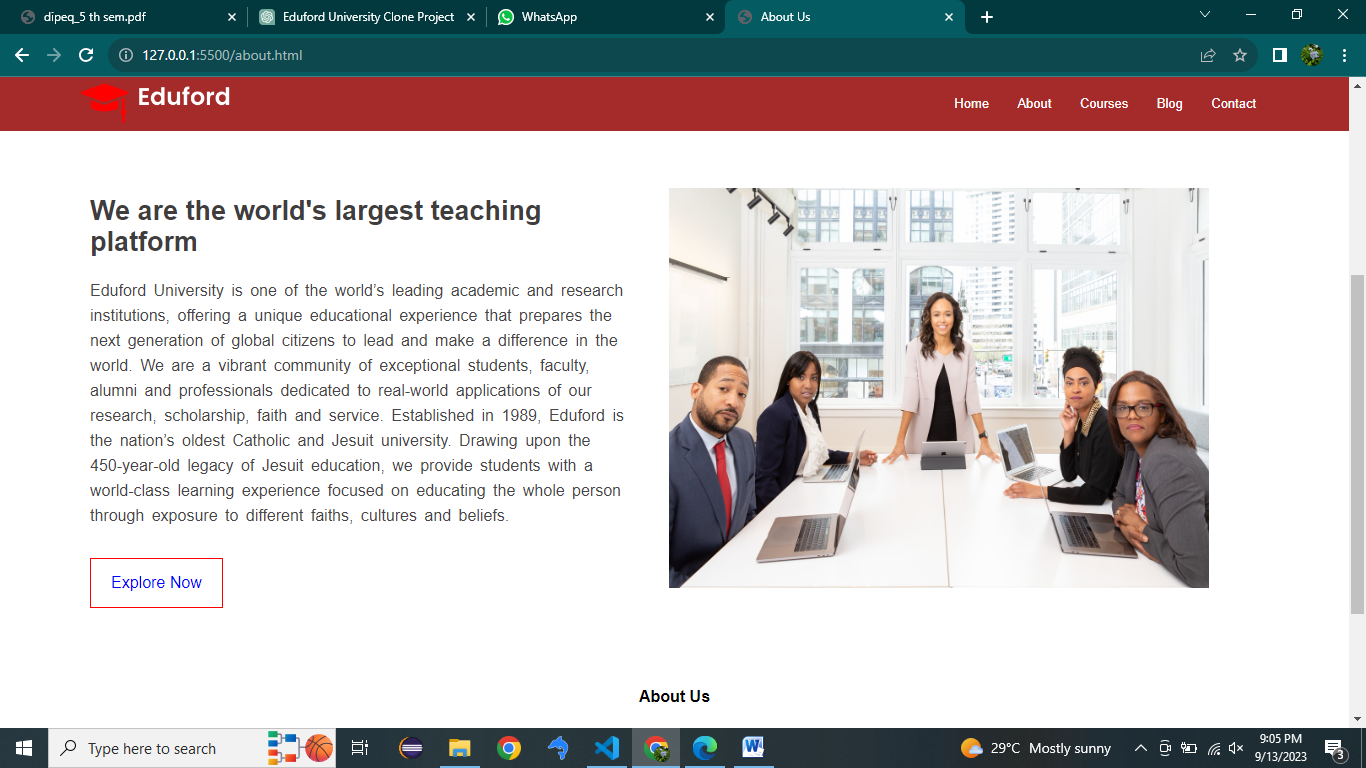 dipeq_5 th sem.pdf
Eduford University Clone Project
WhatsApp
About Us
127.0.0.1:5500/about.html
Eduford
Home About Courses Blog Contact
We are the world's largest teaching
platform
Eduford University is one of the world’s leading academic and research
institutions, offering a unique educational experience that prepares the
next generation of global citizens to lead and make a difference in the
world. We are a vibrant community of exceptional students, faculty,
alumni and professionals dedicated to real-world applications of our
research, scholarship, faith and service. Established in 1989, Eduford is
the nation’s oldest Catholic and Jesuit university. Drawing upon the
450-year-old legacy of Jesuit education, we provide students with a
world-class learning experience focused on educating the whole person
through exposure to different faiths, cultures and beliefs.
Explore Now
About Us
Type here to search
29°C Mostly sunny
9:05 PM
9/13/2023
3